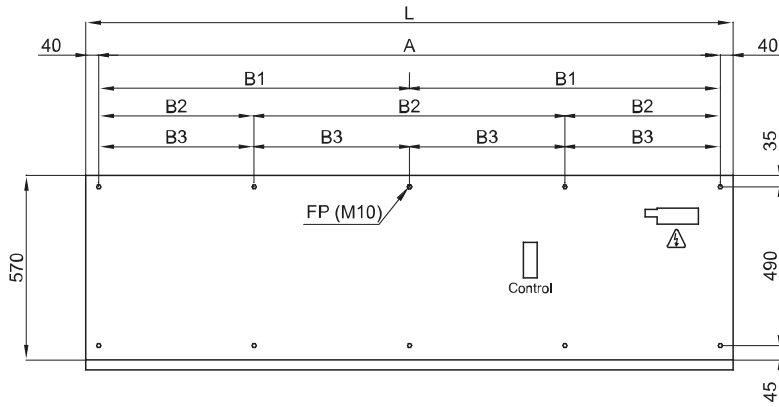 L
40 A 40
B1 B1
B2 B2 B2
B3 B3 B3 B3
35
FP (M10)
570
490
Control
45